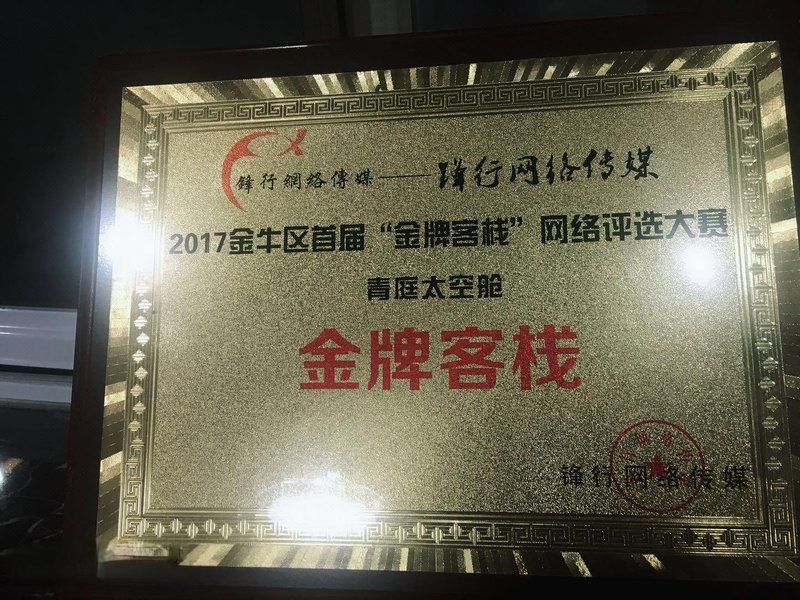 鋒行網絡傳媒——鋒行网络传媒
2017金牛区首届“金牌客栈”网络评选大赛
青庭太空舱
金牌客栈
锋行网络传媒